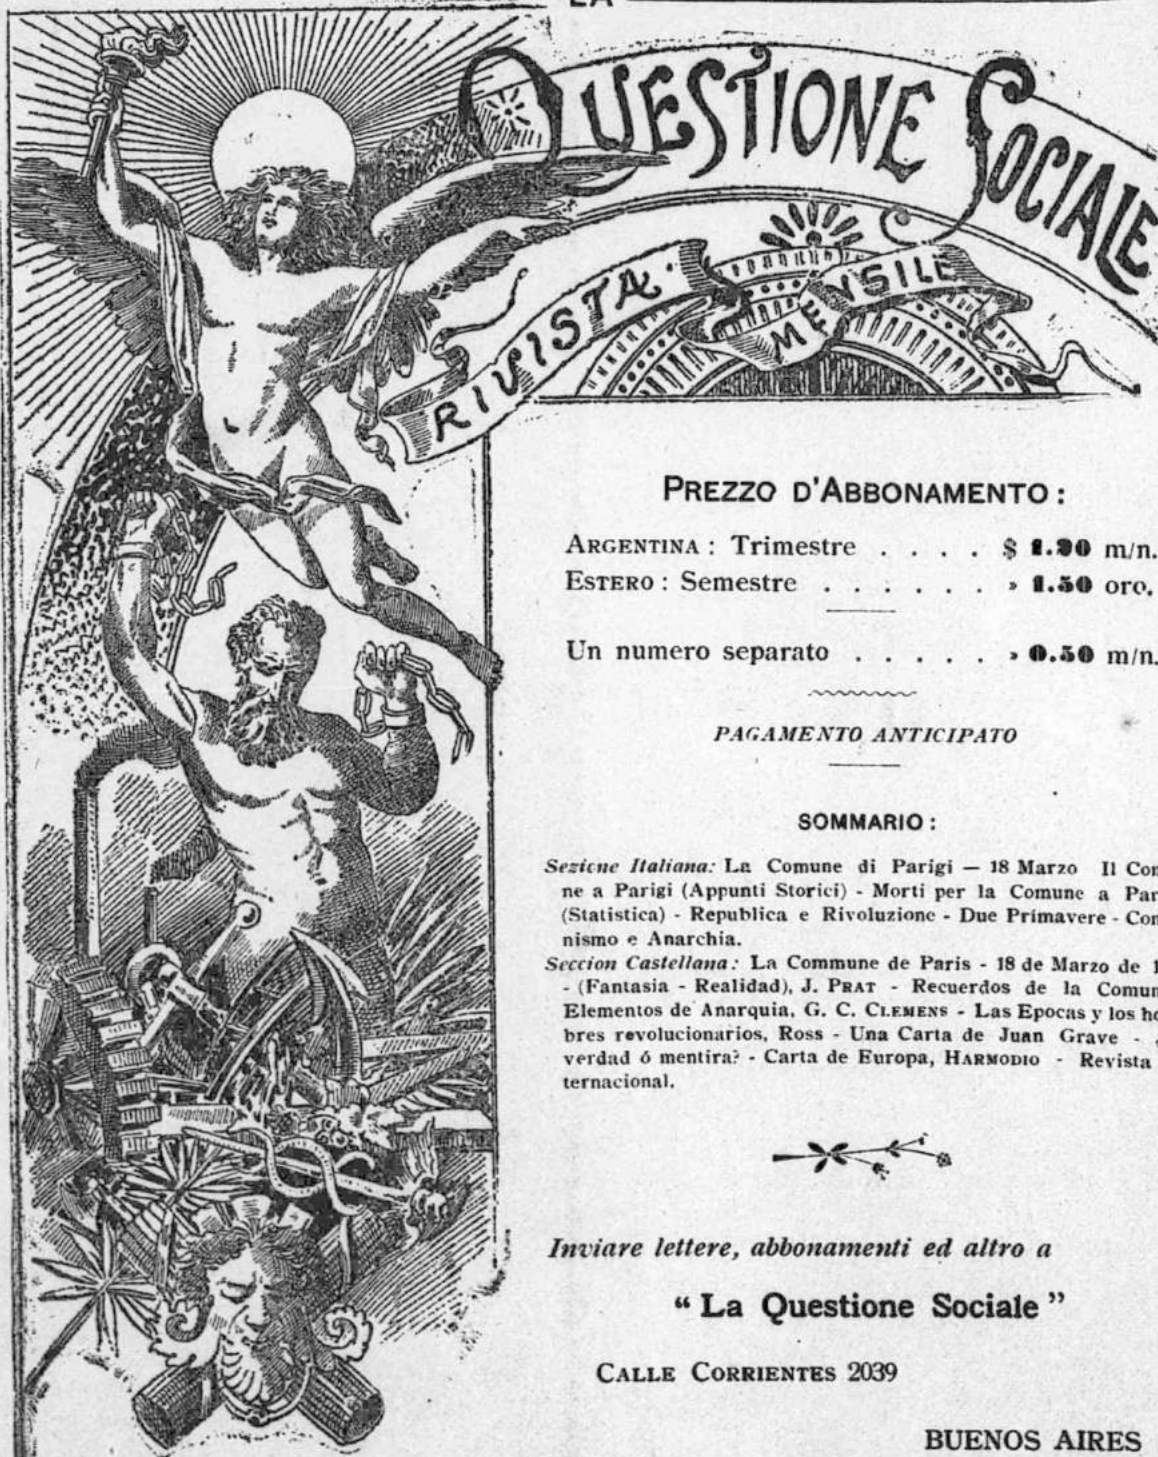 LA
QUESTIONE SOCIALE
RIVISTA MENSILE
PREZZO D'ABBONAMENTO :
ARGENTINA : Trimestre . . . . $ 1.20 m/n.
ESTERO : Semestre . . . . . . » 1.50 oro.
Un numero separato . . . . . » 0.50 m/n.
PAGAMENTO ANTICIPATO
SOMMARIO :
Sezione Italiana: La Comune di Parigi — 18 Marzo Il Com
ne a Parigi (Appunti Storici) - Morti per la Comune a Par
(Statistica) - Republica e Rivoluzione - Due Primavere - Com
nismo e Anarchia.
Seccion Castellana: La Commune de Paris - 18 de Marzo de 1
- (Fantasia - Realidad), J. PRAT - Recuerdos de la Comun
Elementos de Anarquia, G. C. CLEMENS - Las Epocas y los ho
bres revolucionarios, Ross - Una Carta de Juan Grave -
verdad ó mentira? - Carta de Europa, HARMODIO - Revista
ternacional.
Inviare lettere, abbonamenti ed altro a
“ La Questione Sociale ”
CALLE CORRIENTES 2039
BUENOS AIRES